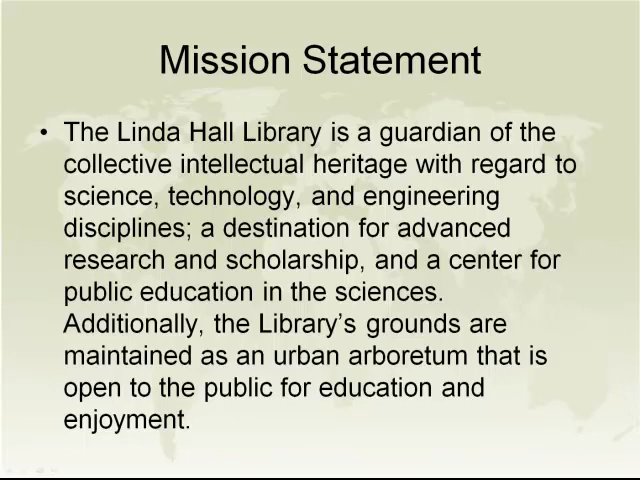 Mission Statement
• The Linda Hall Library is a guardian of the
collective intellectual heritage with regard to
science, technology, and engineering
disciplines; a destination for advanced
research and scholarship, and a center for
public education in the sciences.
Additionally, the Library’s grounds are
maintained as an urban arboretum that is
open to the public for education and
enjoyment.